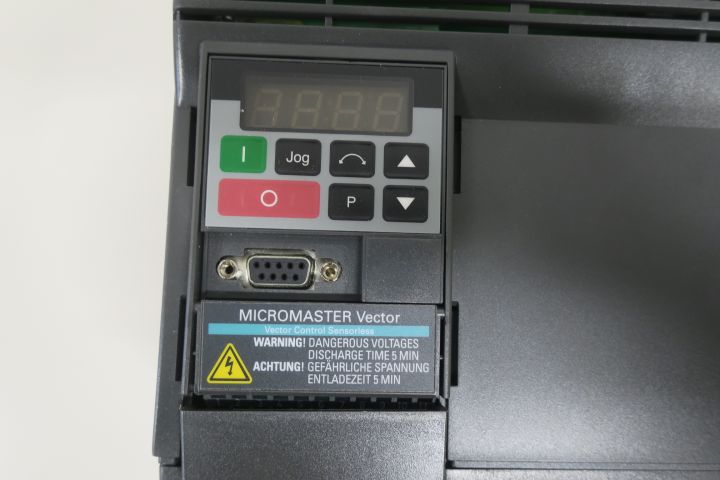 I
Jog
O
P
MICROMASTER Vector
Vector Control Sensorless
WARNING! DANGEROUS VOLTAGES
DISCHARGE TIME 5 MIN
ACHTUNG! GEFÄHRLICHE SPANNUNG
ENTLADEZEIT 5 MIN